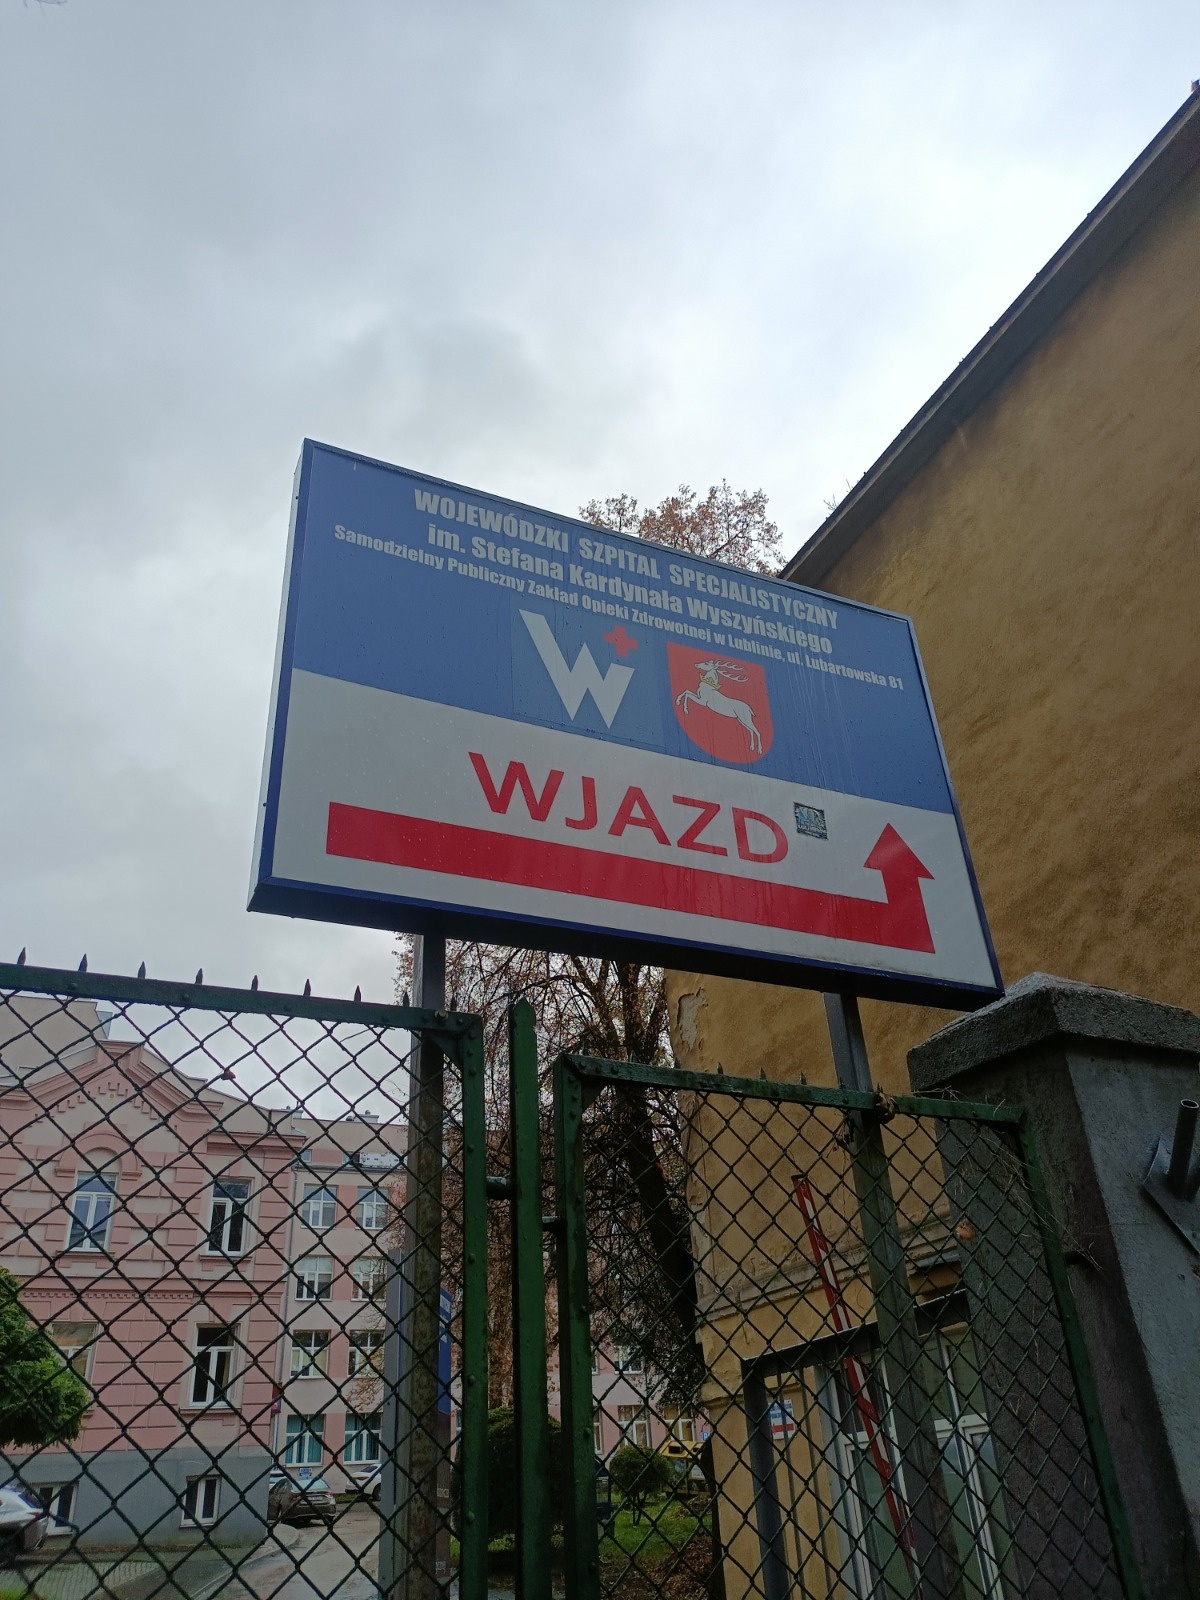 WOJEWÓDZKI SZPITAL SPECJALISTYCZNY
im. Stefana Kardynała Wyszyńskiego
Samodzielny Publiczny Zakład Opieki Zdrowotnej w Lublinie, ul. Lubartowska 81
W
WJAZD